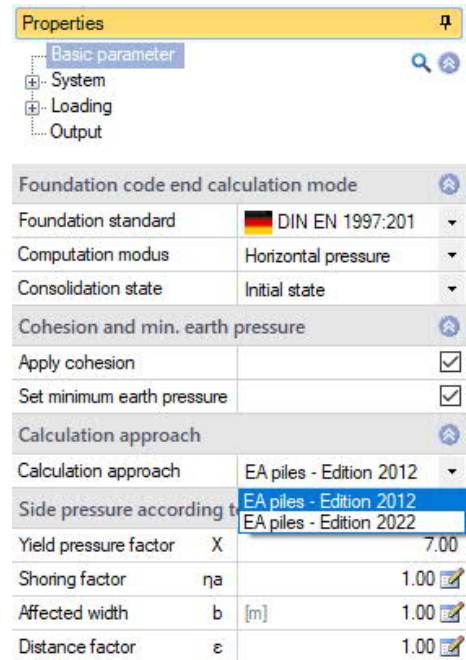 Properties
Basic parameter
System
Loading
Output
Foundation code end calculation mode
Foundation standard DIN EN 1997:201
Computation modus Horizontal pressure
Consolidation state Initial state
Cohesion and min. earth pressure
Apply cohesion
Set minimum earth pressure
Calculation approach
Calculation approach EA piles - Edition 2012
EA piles - Edition 2012
Side pressure according
EA piles - Edition 2022
Yield pressure factor X 7.00
Shoring factor ηa 1.00
Affected width b [m] 1.00
Distance factor ε 1.00